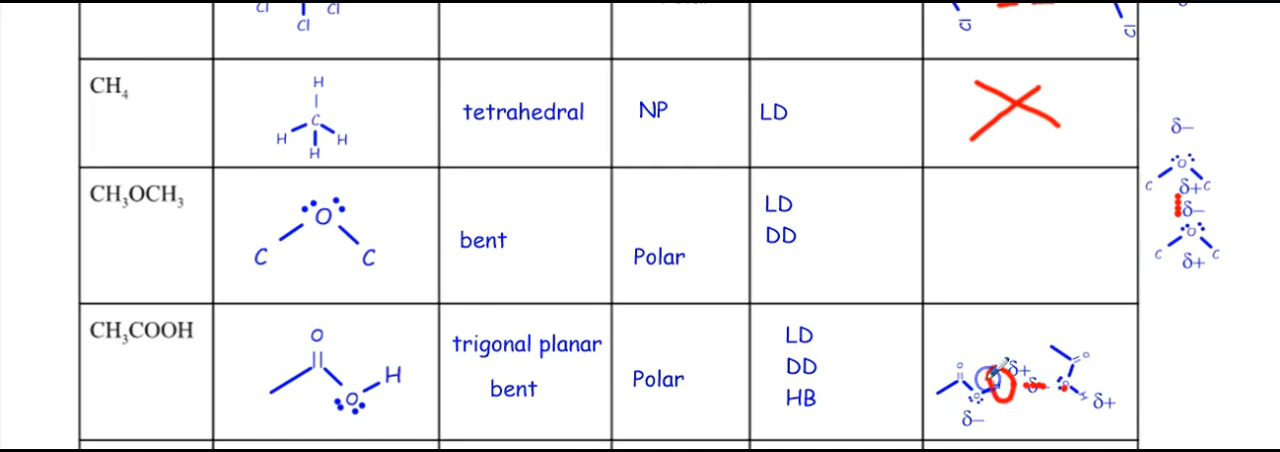 Cl Cl
Cl
Cl
Cl
CH₄
H
C
H H
H
tetrahedral
NP
LD
CH₃OCH₃
O
C C
bent
Polar
LD
DD
δ–
O
C δ+ C
δ–
O
C C
δ+
CH₃COOH
O
O
H
trigonal planar
bent
Polar
LD
DD
HB
O
O
δ+
δ–
δ–
O
H
δ+